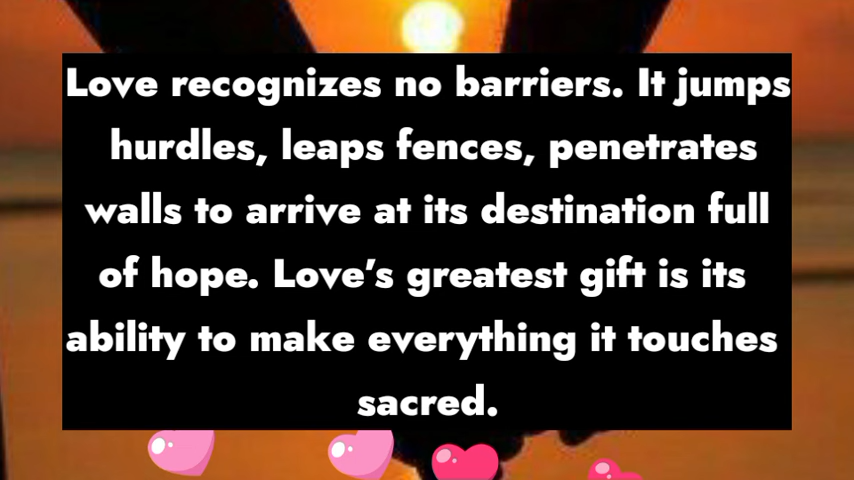 Love recognizes no barriers. It jumps
hurdles, leaps fences, penetrates
walls to arrive at its destination full
of hope. Love’s greatest gift is its
ability to make everything it touches
sacred.